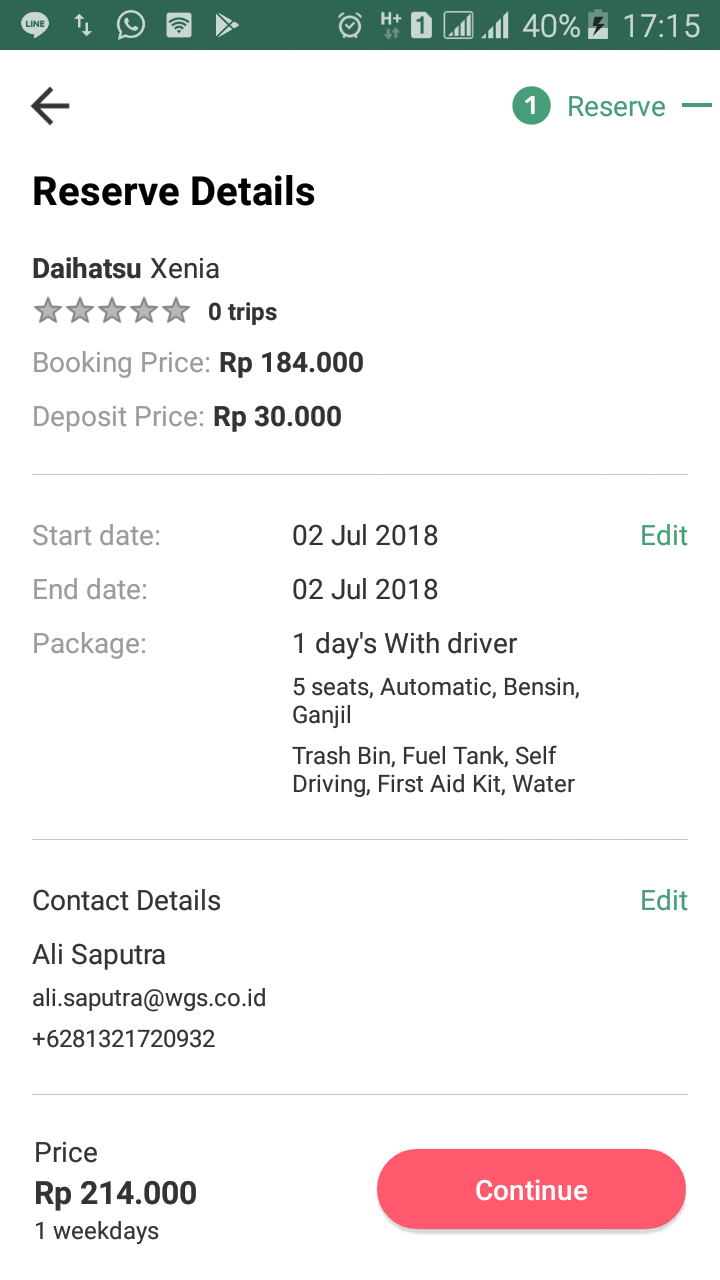 LINE H+ 1 40% 17:15
1 Reserve
Reserve Details
Daihatsu Xenia
0 trips
Booking Price: Rp 184.000
Deposit Price: Rp 30.000
Start date: 02 Jul 2018 Edit
End date: 02 Jul 2018
Package: 1 day's With driver
5 seats, Automatic, Bensin,
Ganjil
Trash Bin, Fuel Tank, Self
Driving, First Aid Kit, Water
Contact Details Edit
Ali Saputra
ali.saputra@wgs.co.id
+6281321720932
Price
Rp 214.000
1 weekdays
Continue